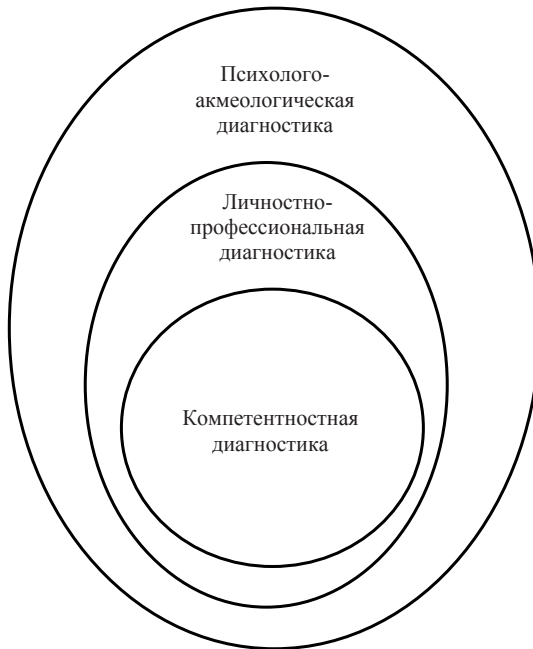 Психолого-
акмеологическая
диагностика
Личностно-
профессиональная
диагностика
Компетентностная
диагностика